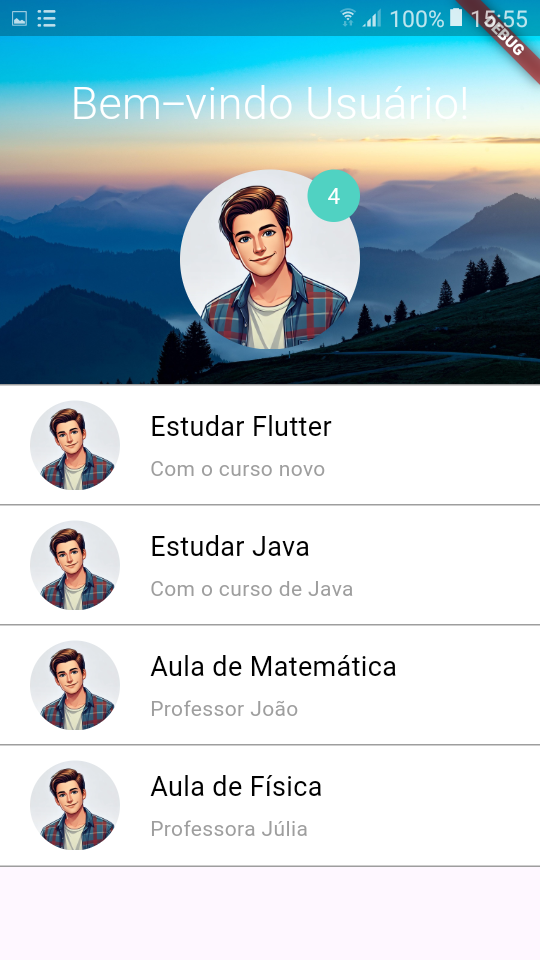 100% 15:55
DEBUG
Bem-vindo Usuário!
4
Estudar Flutter
Com o curso novo
Estudar Java
Com o curso de Java
Aula de Matemática
Professor João
Aula de Física
Professora Júlia